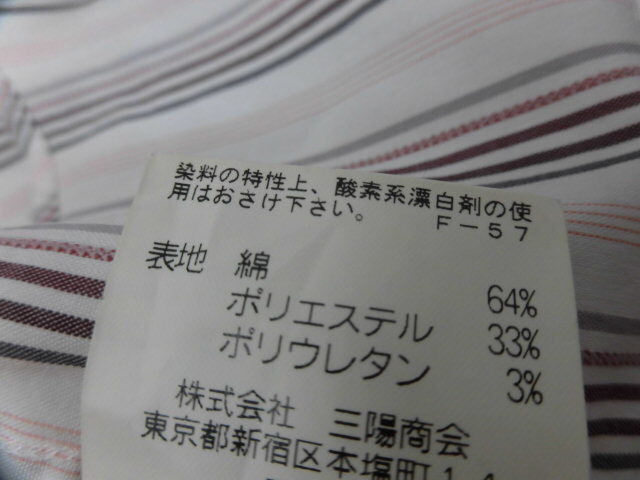 染料の特性上、酸素系漂白剤の使
用はおさけ下さい。 F－57
表地 綿 64%
ポリエステル 33%
ポリウレタン 3%
株式会社 三陽商会
東京都新宿区本塩町14